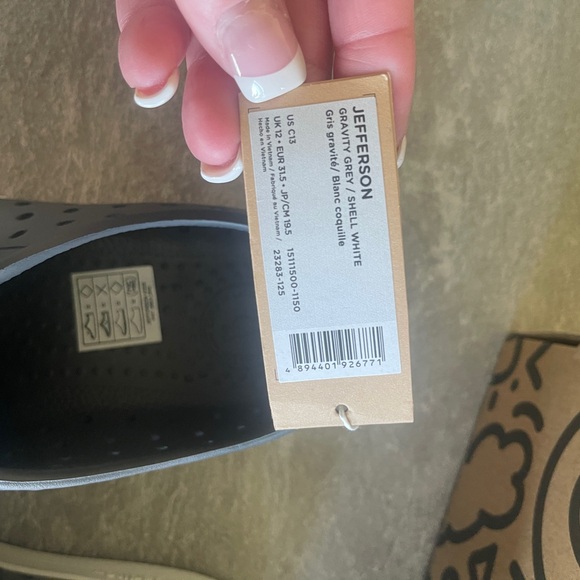 JEFFERSON
GRAVITY GREY / SHELL WHITE
Gris gravité/ Blanc coquille
US C13
UK 12 • EUR 31.5 • JP/CM 19.5
Made in Vietnam / Fabriqué au Vietnam /
Hecho en Vietnam
15111500-1150
23283-125
4 894401 926771